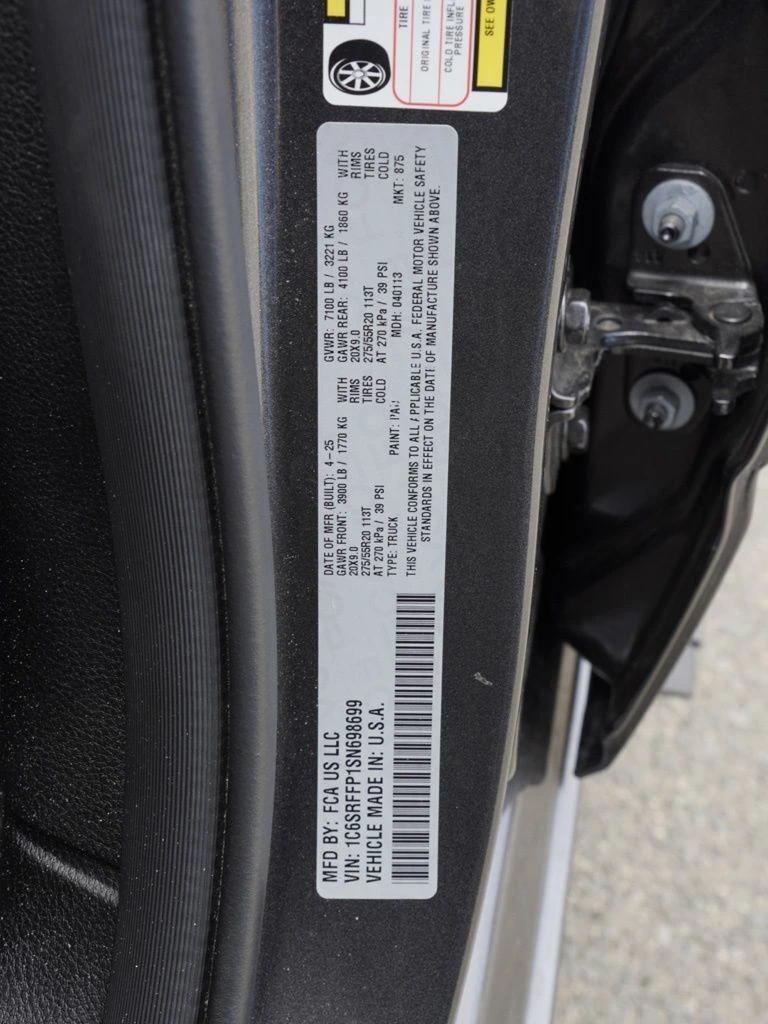 MFD BY: FCA US LLC
VIN: 1C6SRFFP1SN698699
VEHICLE MADE IN: U.S.A.
DATE OF MFR (BUILT): 4-25
GAWR FRONT: 3900 LB / 1770 KG WITH
20X9.0 RIMS
275/55R20 113T TIRES
AT 270 kPa / 39 PSI COLD
TYPE: TRUCK PAINT:
GVWR: 7100 LB / 3221 KG
GAWR REAR: 4100 LB / 1860 KG WITH
20X9.0 RIMS
275/55R20 113T TIRES
AT 270 kPa / 39 PSI COLD
MDH: 040113 MKT: 875
THIS VEHICLE CONFORMS TO ALL APPLICABLE U.S.A. FEDERAL MOTOR VEHICLE SAFETY
STANDARDS IN EFFECT ON THE DATE OF MANUFACTURE SHOWN ABOVE.
TIRE
ORIGINAL TIRE
COLD TIRE
PRESSURE
SEE